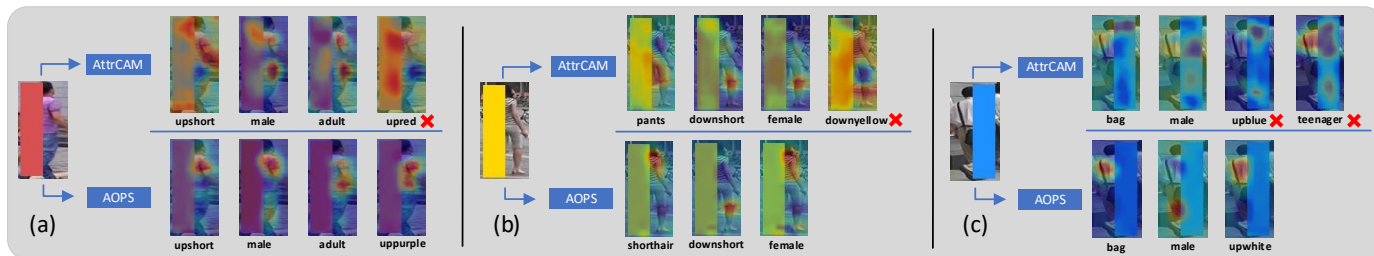 AttrCAM
upshort male adult upred
AOPS
upshort male adult uppurple
(a)
AttrCAM
pants downshort female downyellow
AOPS
shorthair downshort female
(b)
AttrCAM
bag male upblue teenager
AOPS
bag male upwhite
(c)